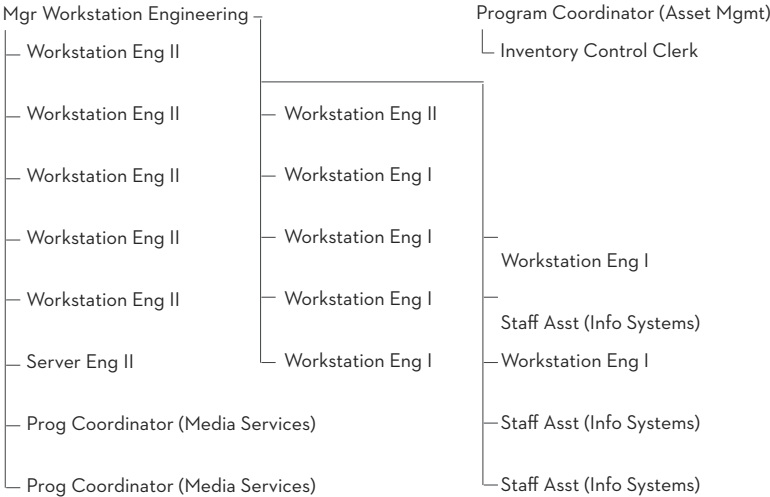 Mgr Workstation Engineering
Workstation Eng II
Workstation Eng II
Workstation Eng II
Workstation Eng II
Workstation Eng II
Server Eng II
Prog Coordinator (Media Services)
Prog Coordinator (Media Services)
Workstation Eng II
Workstation Eng I
Workstation Eng I
Workstation Eng I
Workstation Eng I
Workstation Eng I
Staff Asst (Info Systems)
Workstation Eng I
Staff Asst (Info Systems)
Staff Asst (Info Systems)
Program Coordinator (Asset Mgmt)
Inventory Control Clerk